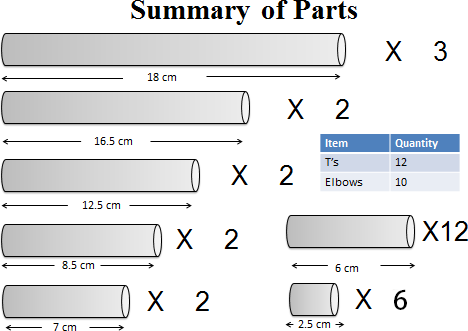 Summary of Parts
X 3
18 cm
X 2
16.5 cm
Item Quantity
T's 12
Elbows 10
X 2
12.5 cm
X 2
8.5 cm
X12
6 cm
X 2
7 cm
X 6
2.5 cm